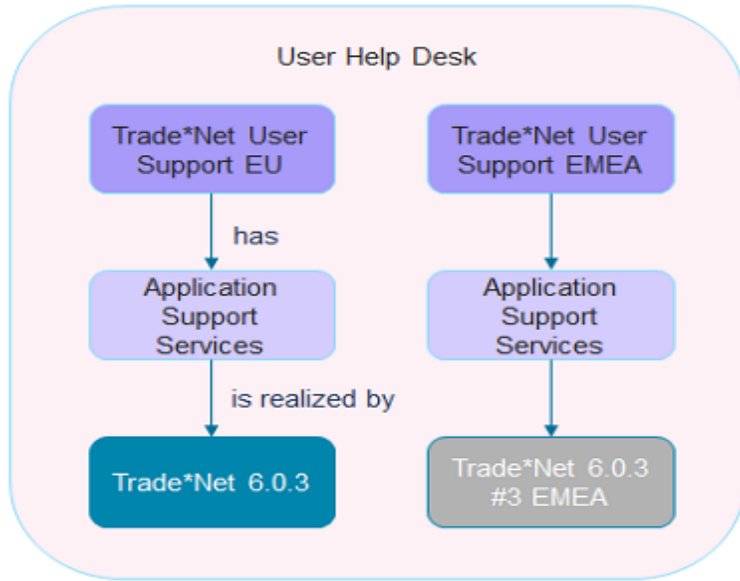 User Help Desk
Trade*Net User
Support EU
Trade*Net User
Support EMEA
has
Application
Support
Services
Application
Support
Services
is realized by
Trade*Net 6.0.3
Trade*Net 6.0.3
#3 EMEA